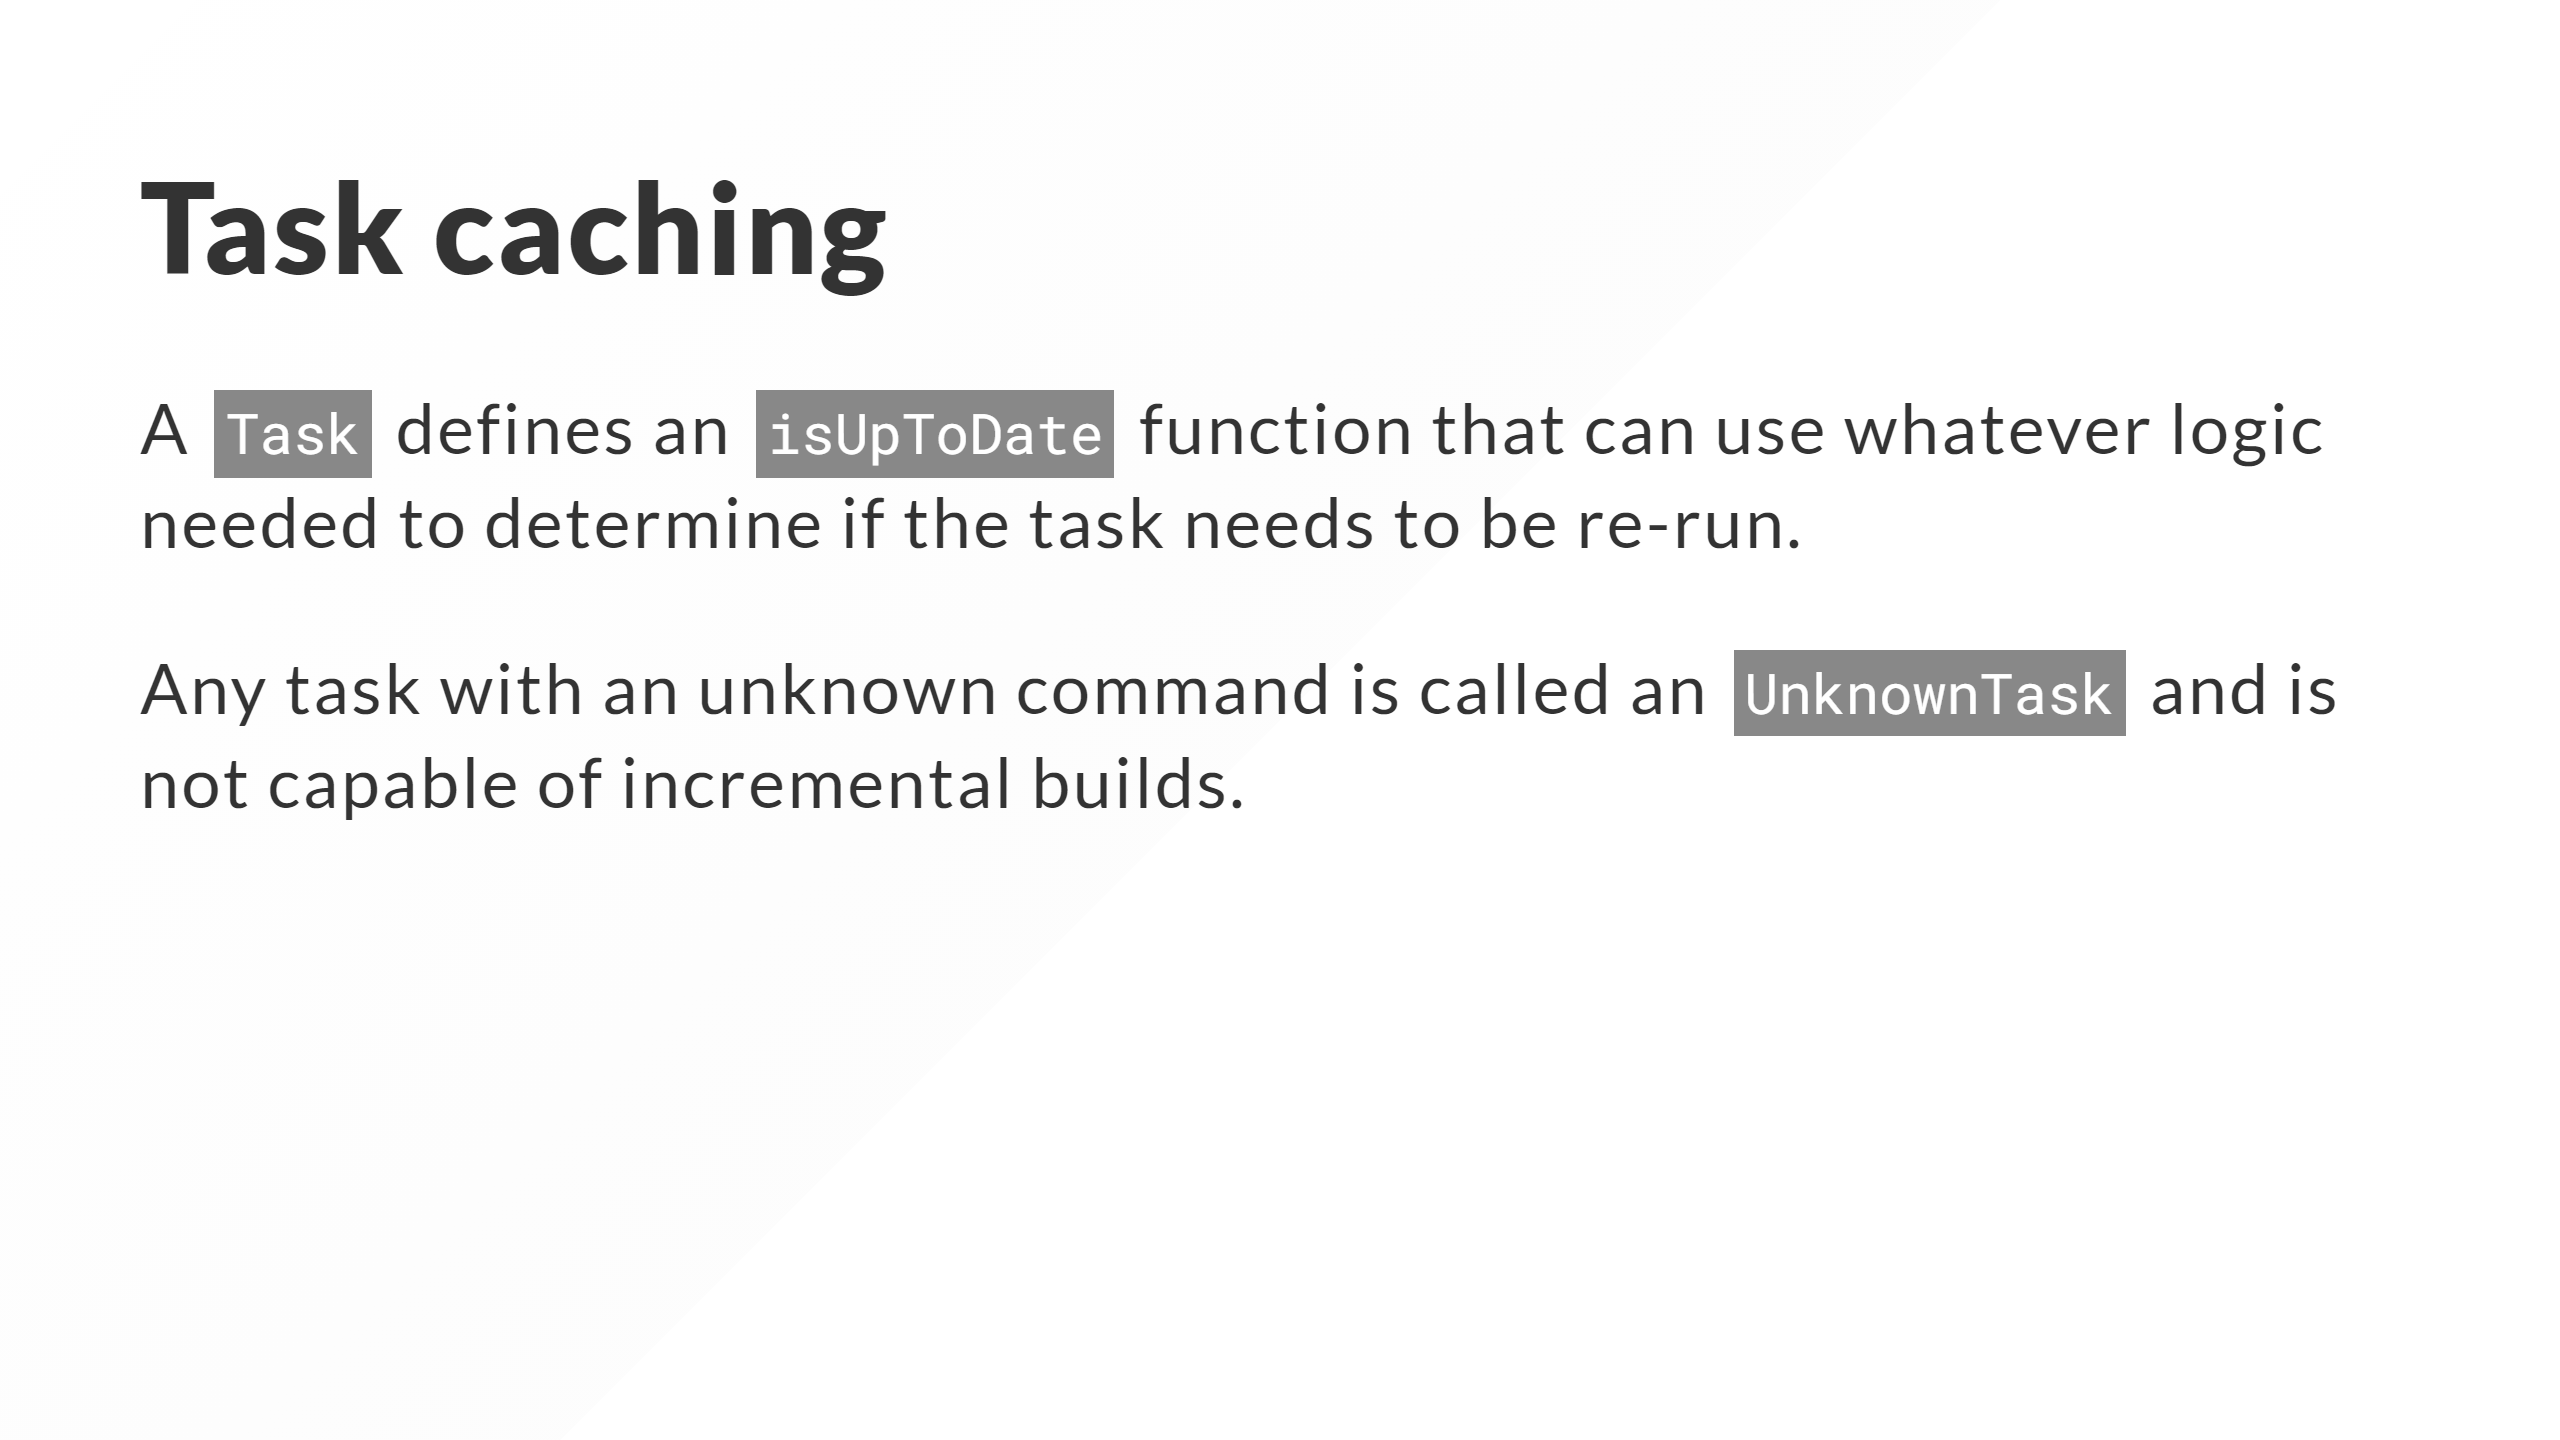 Task caching
A Task defines an isUpToDate function that can use whatever logic
needed to determine if the task needs to be re-run.
Any task with an unknown command is called an UnknownTask and is
not capable of incremental builds.